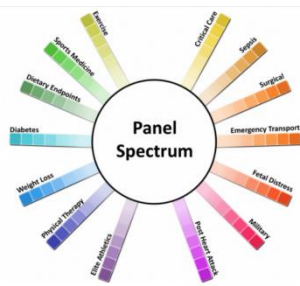 Panel
Spectrum
Critical Care
Sepsis
Surgical
Emergency Transport
Fetal Distress
Military
Post Heart Attack
Elite Athletics
Physical Therapy
Weight Loss
Diabetes
Dietary Endpoints
Sports Medicine
Exercise